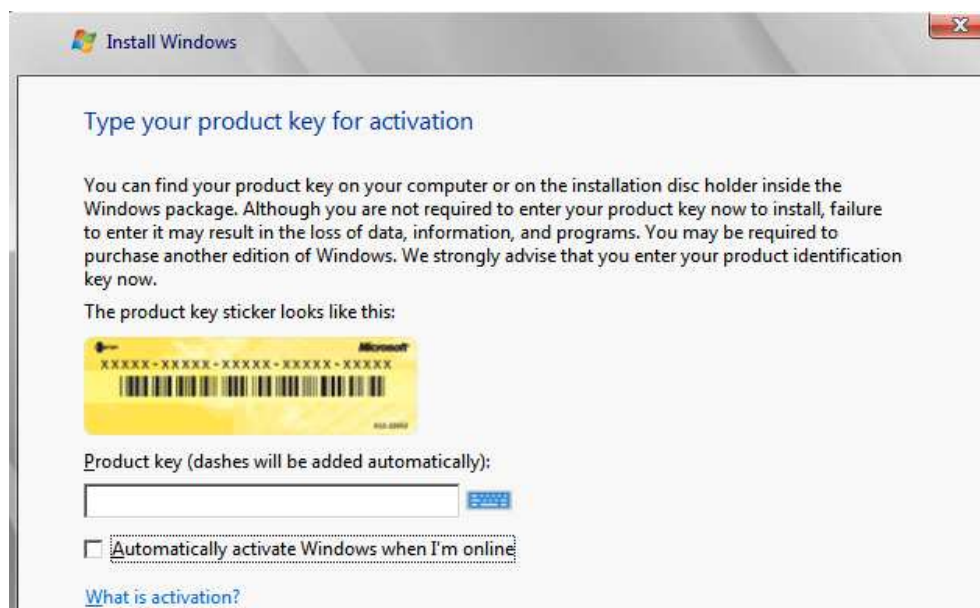 Install Windows
Type your product key for activation
You can find your product key on your computer or on the installation disc holder inside the
Windows package. Although you are not required to enter your product key now to install, failure
to enter it may result in the loss of data, information, and programs. You may be required to
purchase another edition of Windows. We strongly advise that you enter your product identification
key now.
The product key sticker looks like this:
Microsoft
XXXXX-XXXXX-XXXXX-XXXXX-XXXXX
Product key (dashes will be added automatically):
Automatically activate Windows when I'm online
What is activation?